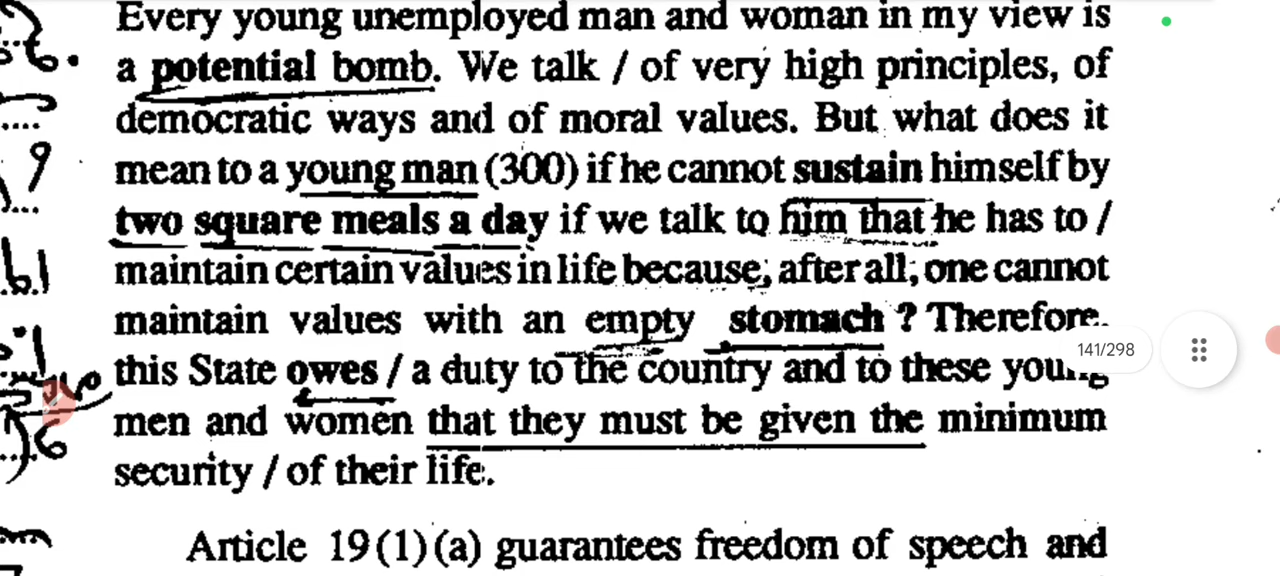 Every young unemployed man and woman in my view is
a potential bomb. We talk / of very high principles, of
democratic ways and of moral values. But what does it
mean to a young man (300) if he cannot sustain himself by
two square meals a day if we talk to him that he has to /
maintain certain values in life because, after all, one cannot
maintain values with an empty stomach ? Therefore,
141/298
this State owes / a duty to the country and to these young
men and women that they must be given the minimum
security / of their life.
Article 19(1)(a) guarantees freedom of speech and